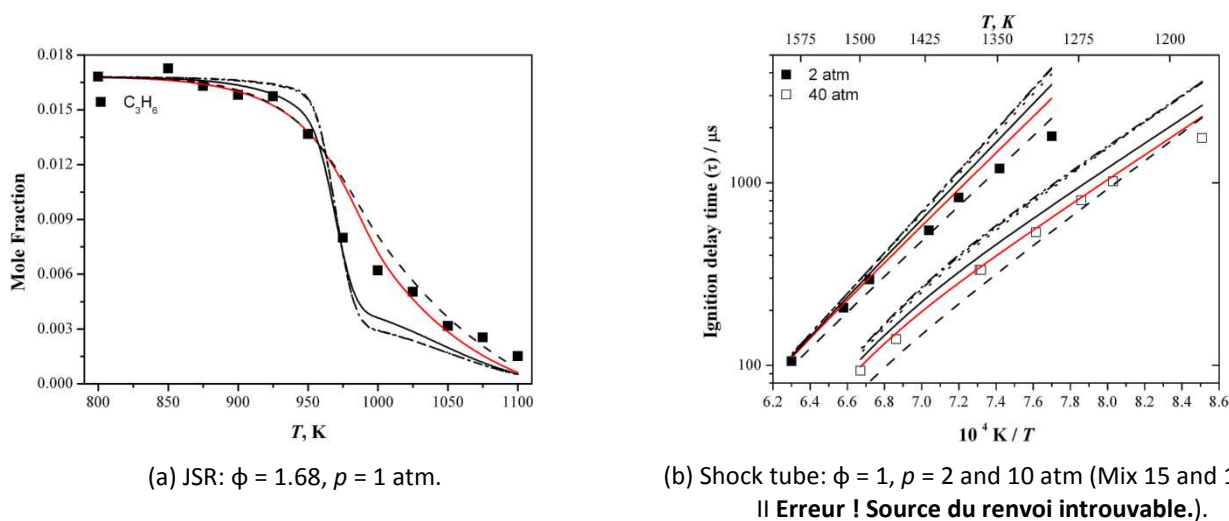 0.018
0.015
0.012
0.009
0.006
0.003
0.000
Mole Fraction
C3H6
800 850 900 950 1000 1050 1100
T, K
(a) JSR: ϕ = 1.68, p = 1 atm.
T, K
1575 1500 1425 1350 1275 1200
2 atm
40 atm
1000
100
Ignition delay time (τ) / μs
6.2 6.4 6.6 6.8 7.0 7.2 7.4 7.6 7.8 8.0 8.2 8.4 8.6
10 4 K / T
(b) Shock tube: ϕ = 1, p = 2 and 10 atm (Mix 15 and 1
II Erreur ! Source du renvoi introuvable.).